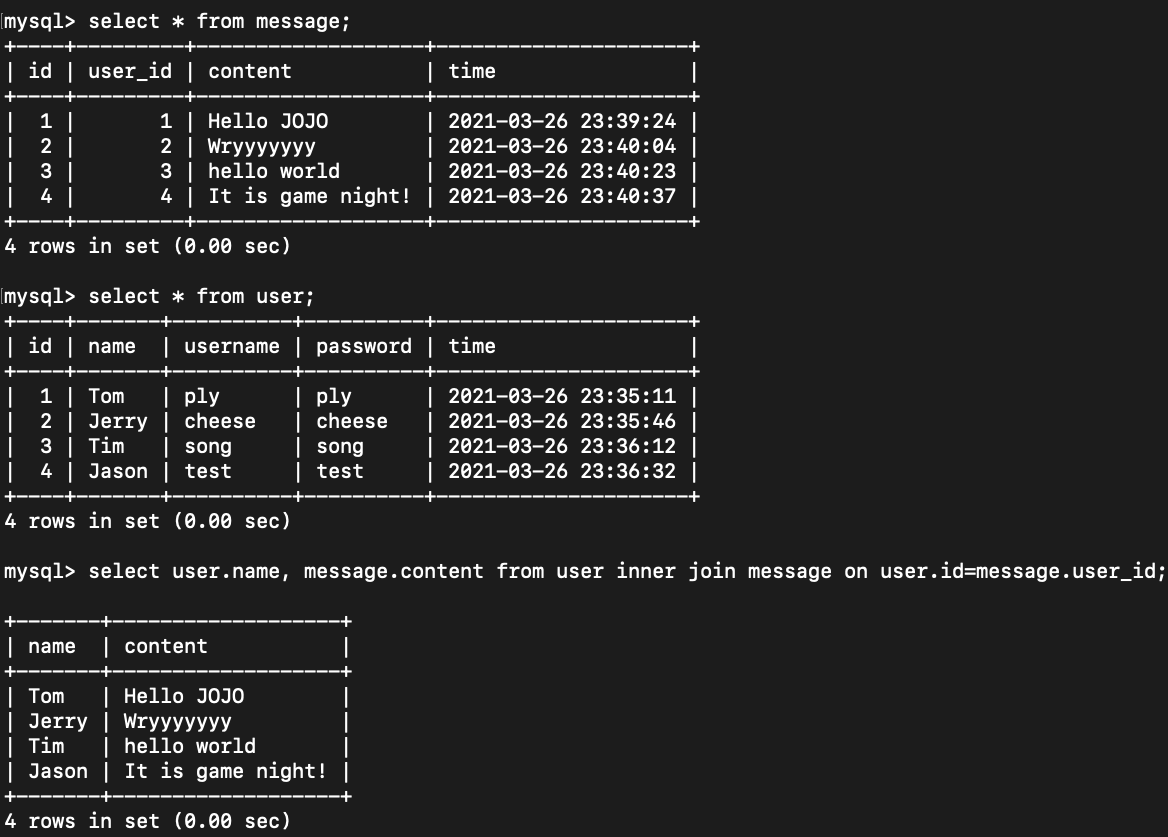 mysql> select * from message;
+----+---------+-------------------+---------------------+
| id | user_id | content           | time                |
+----+---------+-------------------+---------------------+
|  1 |       1 | Hello JOJO        | 2021-03-26 23:39:24 |
|  2 |       2 | Wryyyyyyy         | 2021-03-26 23:40:04 |
|  3 |       3 | hello world       | 2021-03-26 23:40:23 |
|  4 |       4 | It is game night! | 2021-03-26 23:40:37 |
+----+---------+-------------------+---------------------+
4 rows in set (0.00 sec)

mysql> select * from user;
+----+-------+----------+----------+---------------------+
| id | name  | username | password | time                |
+----+-------+----------+----------+---------------------+
|  1 | Tom   | ply      | ply      | 2021-03-26 23:35:11 |
|  2 | Jerry | cheese   | cheese   | 2021-03-26 23:35:46 |
|  3 | Tim   | song     | song     | 2021-03-26 23:36:12 |
|  4 | Jason | test     | test     | 2021-03-26 23:36:32 |
+----+-------+----------+----------+---------------------+
4 rows in set (0.00 sec)

mysql> select user.name, message.content from user inner join message on user.id=message.user_id;

+-------+-------------------+
| name  | content           |
+-------+-------------------+
| Tom   | Hello JOJO        |
| Jerry | Wryyyyyyy         |
| Tim   | hello world       |
| Jason | It is game night! |
+-------+-------------------+
4 rows in set (0.00 sec)